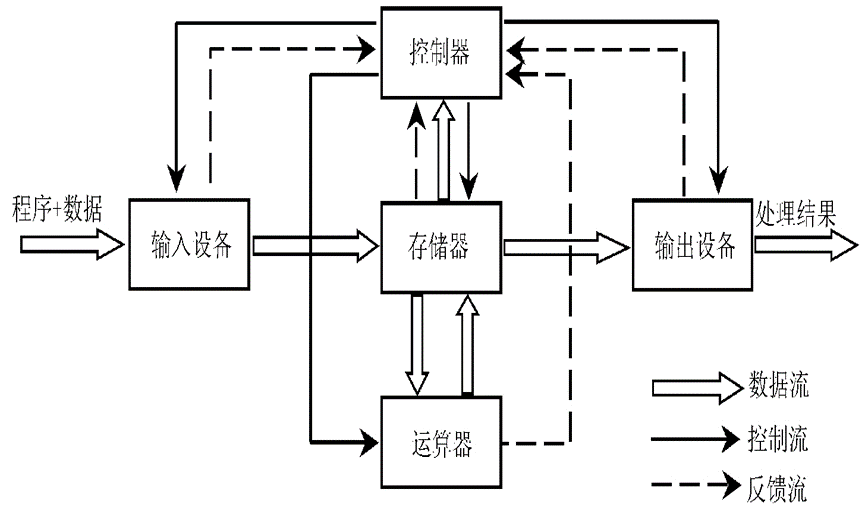 控制器
程序+数据
输入设备
存储器
输出设备
处理结果
运算器
数据流
控制流
反馈流